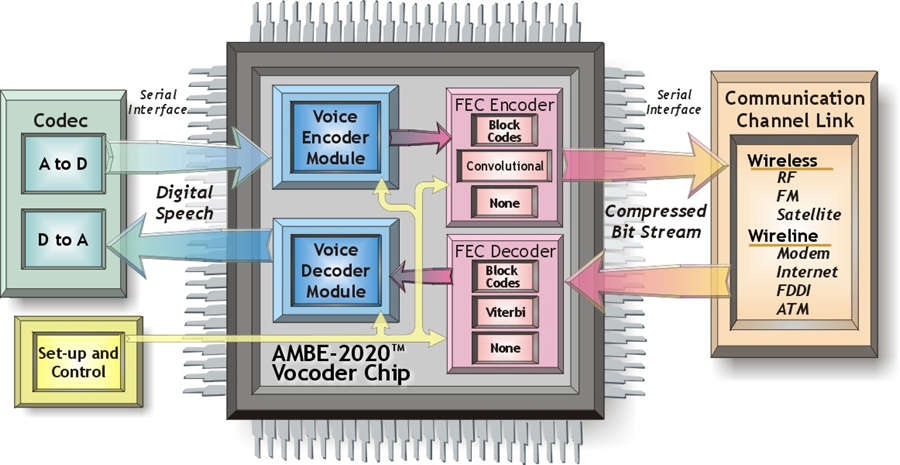 Serial
Interface
Codec
A to D
D to A
Digital
Speech
Set-up and
Control
Voice
Encoder
Module
Voice
Decoder
Module
FEC Encoder
Block
Codes
Convolutional
None
FEC Decoder
Block
Codes
Viterbi
None
AMBE-2020™
Vocoder Chip
Serial
Interface
Compressed
Bit Stream
Communication
Channel Link
Wireless
RF
FM
Satellite
Wireline
Modem
Internet
FDDI
ATM